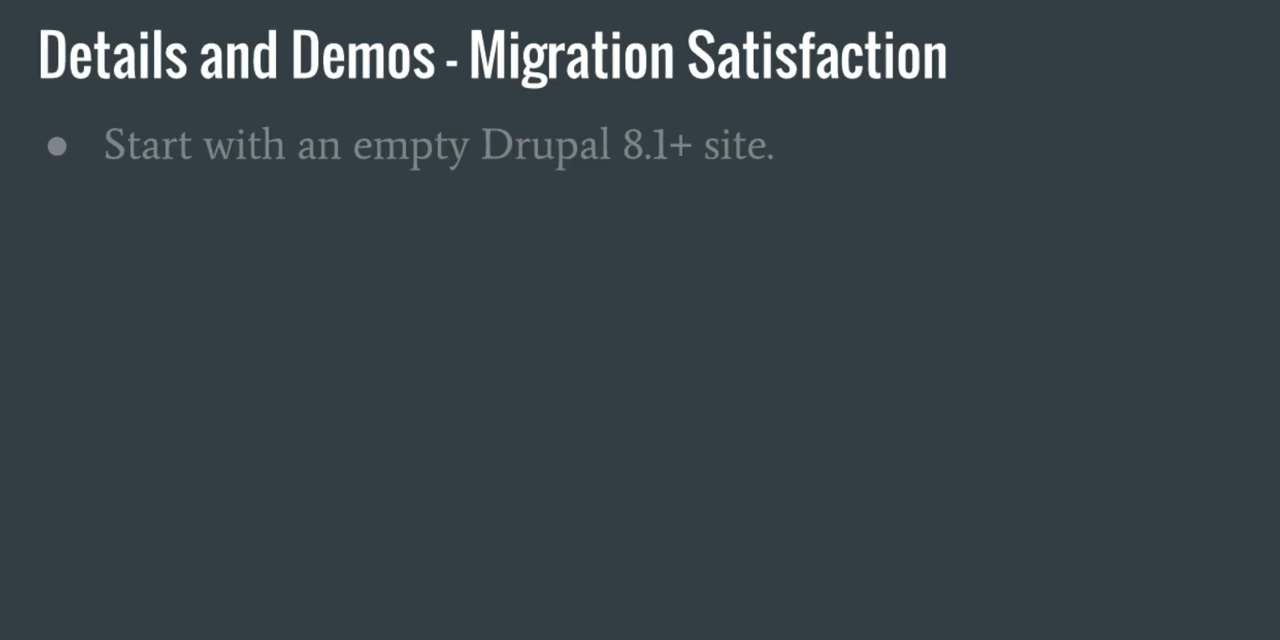 Details and Demos - Migration Satisfaction
● Start with an empty Drupal 8.1+ site.